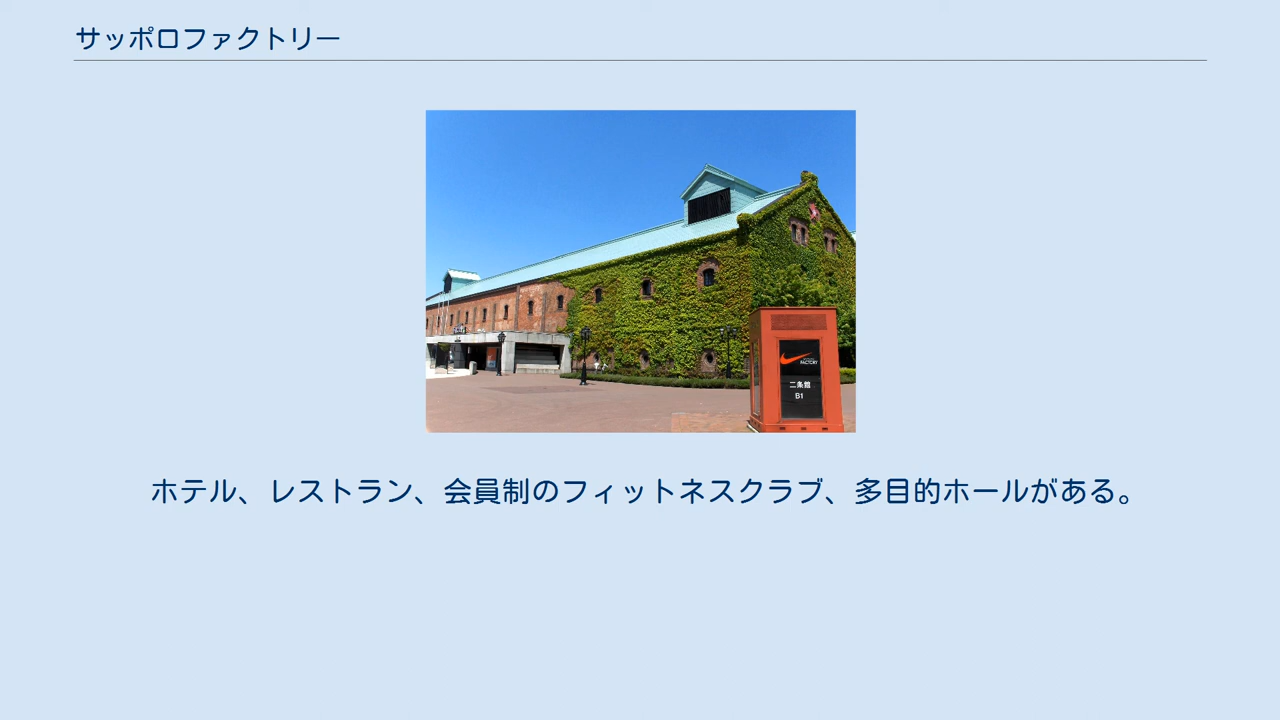 サッポロファクトリー
FACTORY
二条館
B1
ホテル、レストラン、会員制のフィットネスクラブ、多目的ホールがある。